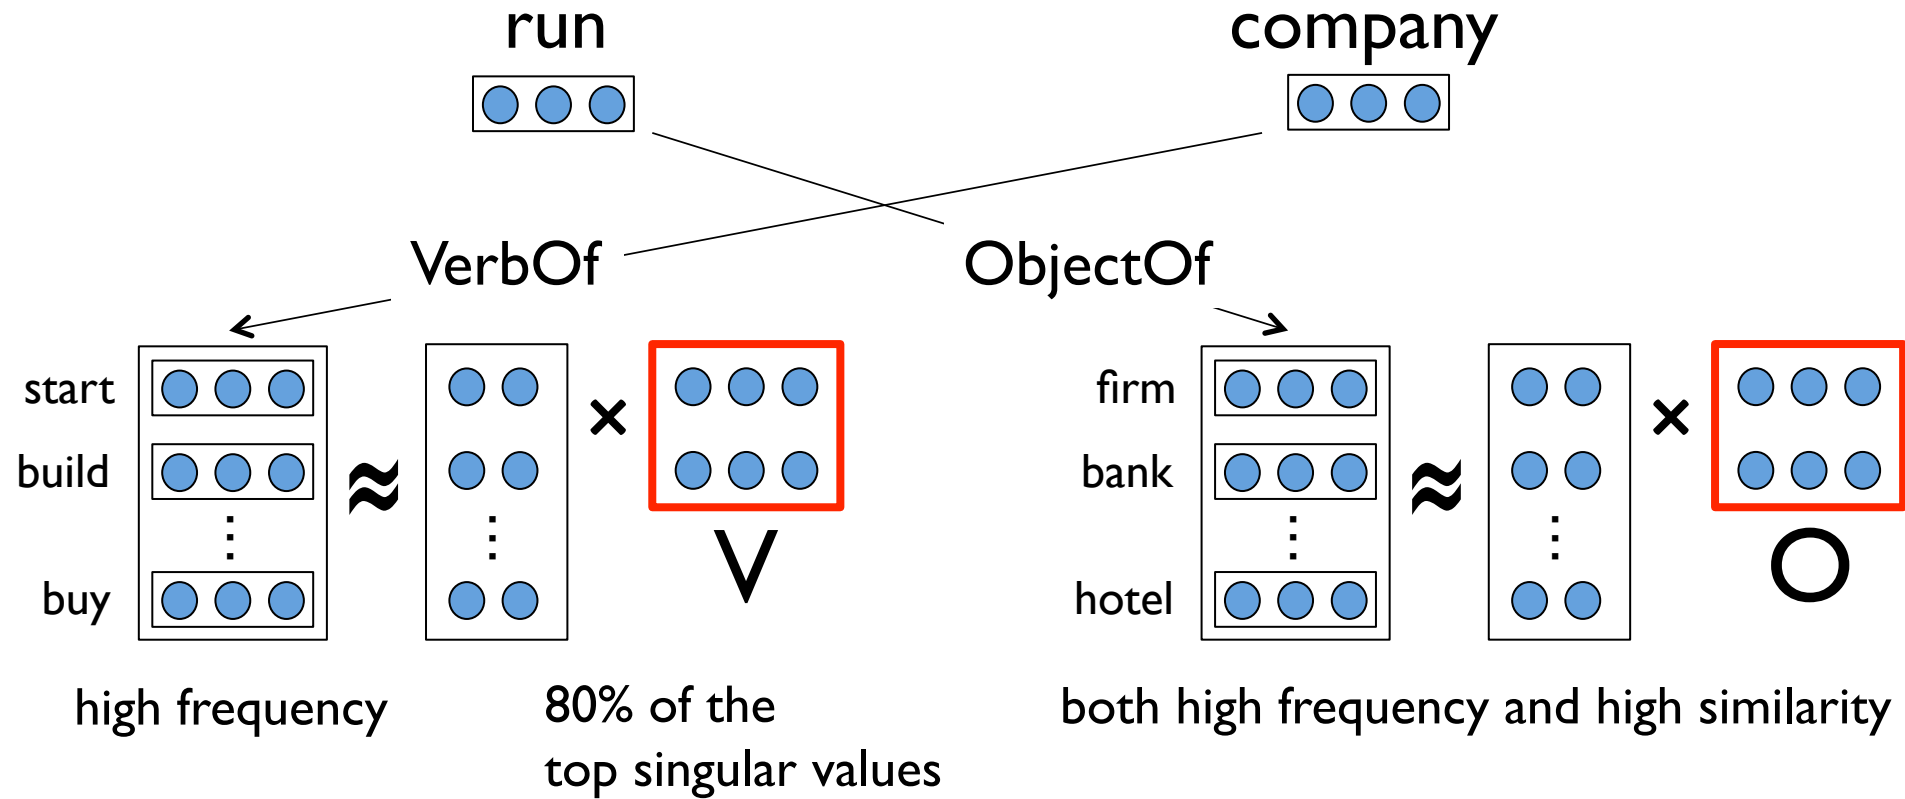 run
company
VerbOf
ObjectOf
start
build
⋮
buy
≈
×
V
firm
bank
⋮
hotel
≈
×
O
high frequency
80% of the
top singular values
both high frequency and high similarity